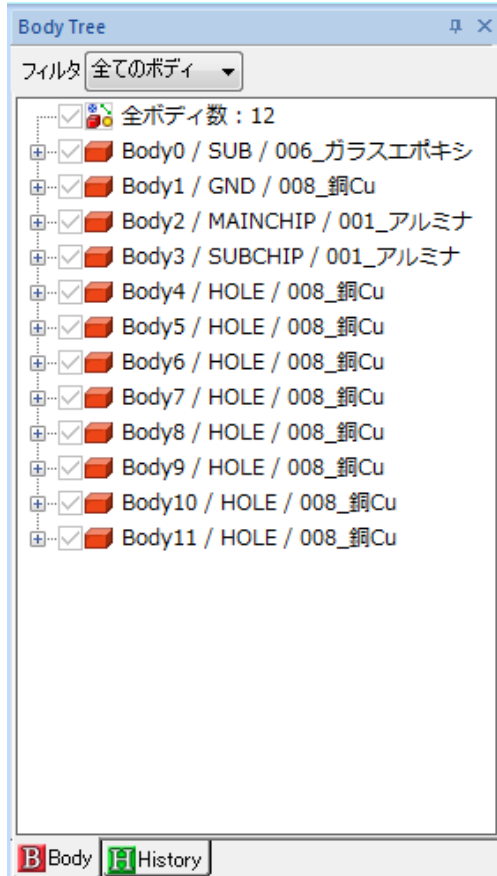 Body Tree
フィルタ 全てのボディ
全ボディ数：12
Body0 / SUB / 006_ガラスエポキシ
Body1 / GND / 008_銅Cu
Body2 / MAINCHIP / 001_アルミナ
Body3 / SUBCHIP / 001_アルミナ
Body4 / HOLE / 008_銅Cu
Body5 / HOLE / 008_銅Cu
Body6 / HOLE / 008_銅Cu
Body7 / HOLE / 008_銅Cu
Body8 / HOLE / 008_銅Cu
Body9 / HOLE / 008_銅Cu
Body10 / HOLE / 008_銅Cu
Body11 / HOLE / 008_銅Cu
B Body H History